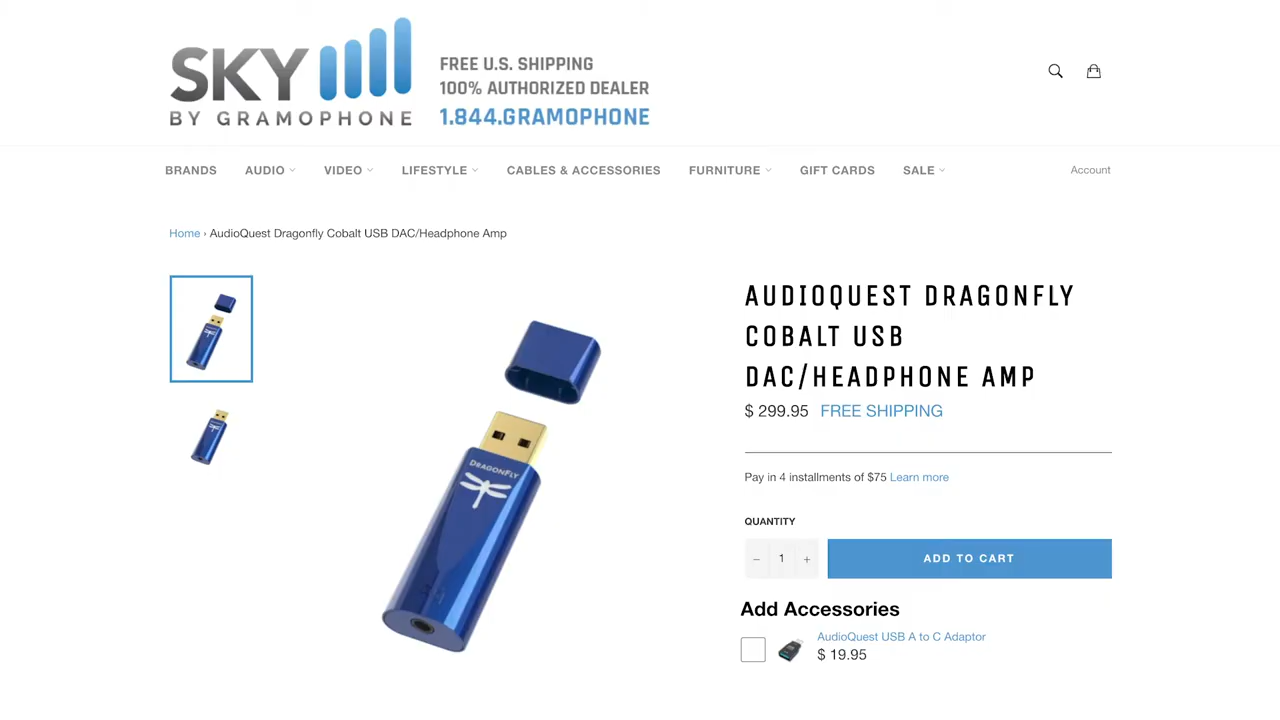 SKY
BY GRAMOPHONE
FREE U.S. SHIPPING
100% AUTHORIZED DEALER
1.844.GRAMOPHONE
BRANDS AUDIO VIDEO LIFESTYLE CABLES & ACCESSORIES FURNITURE GIFT CARDS SALE Account
Home › AudioQuest Dragonfly Cobalt USB DAC/Headphone Amp
DRAGONFLY
AUDIOQUEST DRAGONFLY
COBALT USB
DAC/HEADPHONE AMP
$ 299.95 FREE SHIPPING
Pay in 4 installments of $75 Learn more
QUANTITY
− 1 + ADD TO CART
Add Accessories
AudioQuest USB A to C Adaptor
$ 19.95